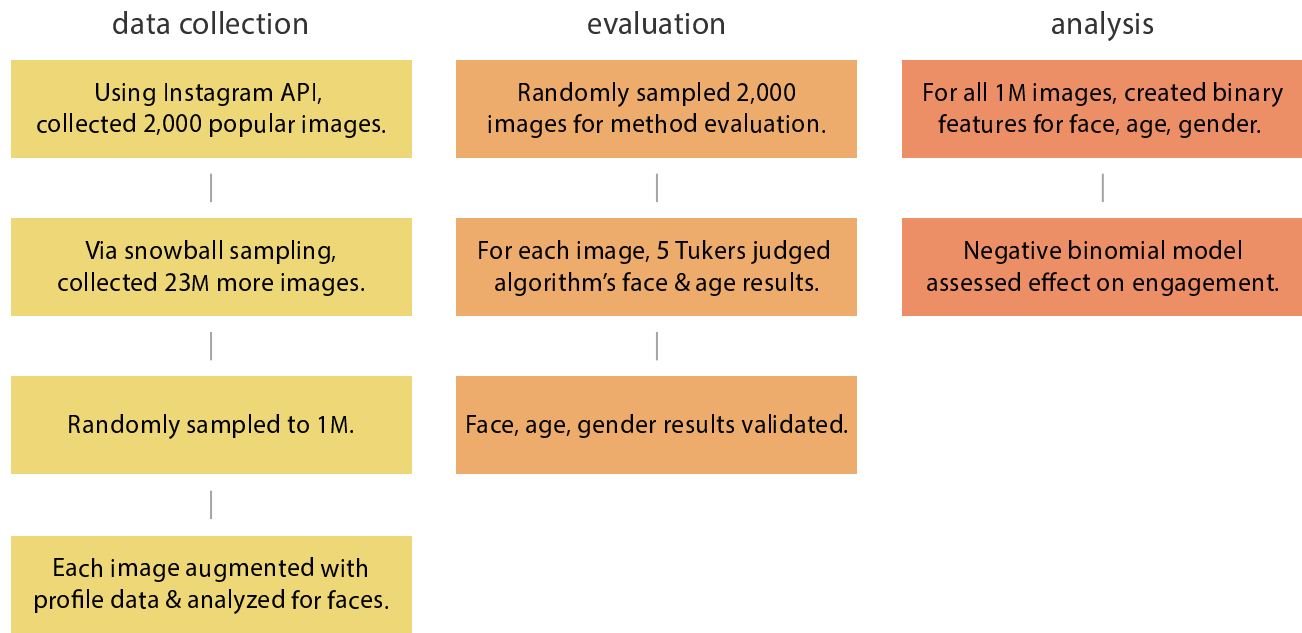 data collection
Using Instagram API,
collected 2,000 popular images.
Via snowball sampling,
collected 23M more images.
Randomly sampled to 1M.
Each image augmented with
profile data & analyzed for faces.
evaluation
Randomly sampled 2,000
images for method evaluation.
For each image, 5 Tukers judged
algorithm's face & age results.
Face, age, gender results validated.
analysis
For all 1M images, created binary
features for face, age, gender.
Negative binomial model
assessed effect on engagement.